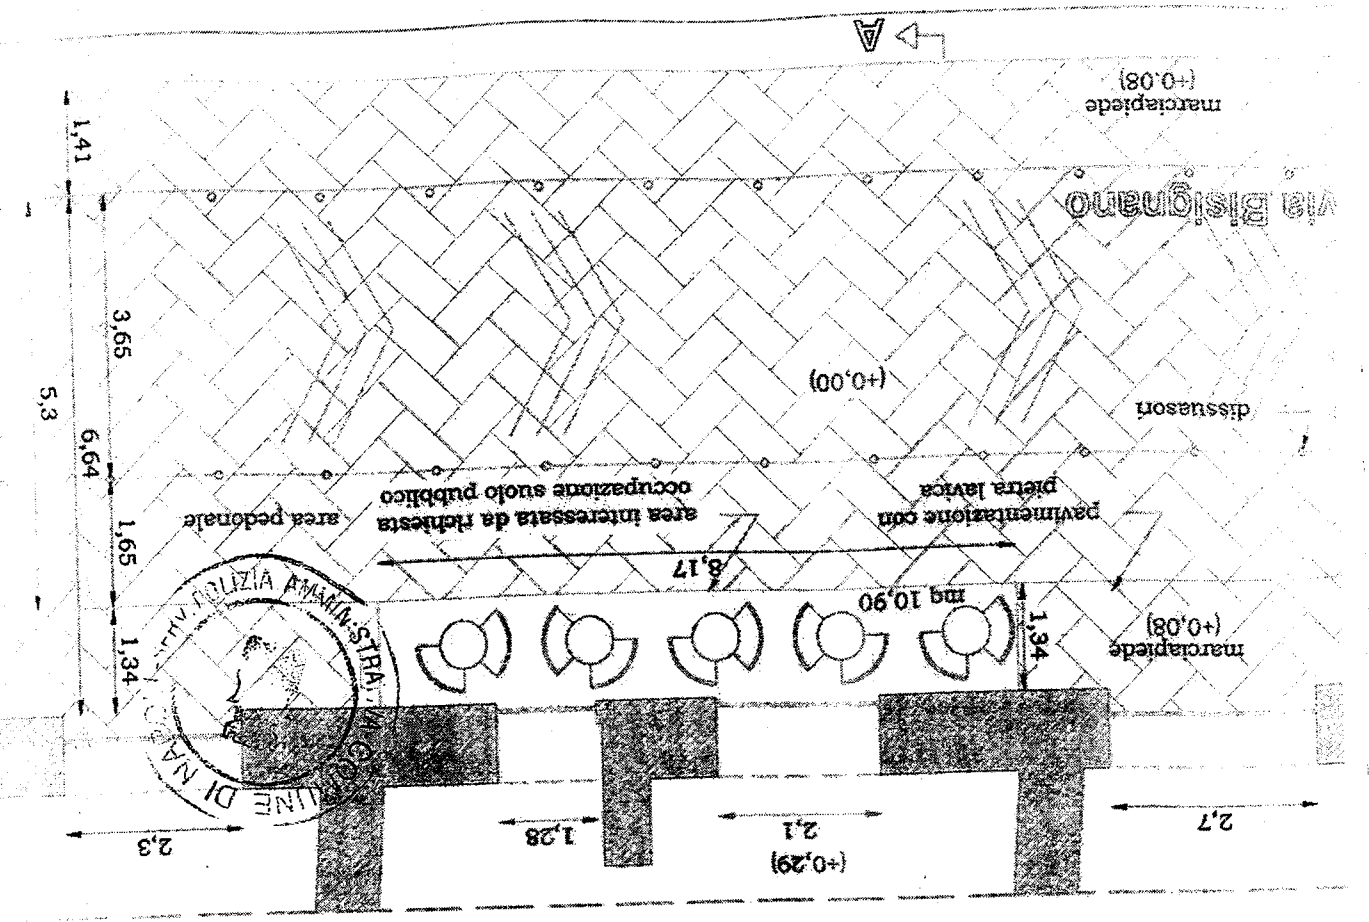 (+0,29)
2,7
2,1
1,28
2,3
COMUNE DI NA
POLIZIA AMMINISTRATIVA
marciapiede
(+0,08)
1,34
mq 10,90
8,17
1,34
pavimentazione con
pietra lavica
area interessata da richiesta
occupazione suolo pubblico
area pedonale
1,65
6,64
dissuasori
(+0,00)
5,3
3,65
via Bisignano
marciapiede
(+0.08)
1,41
A